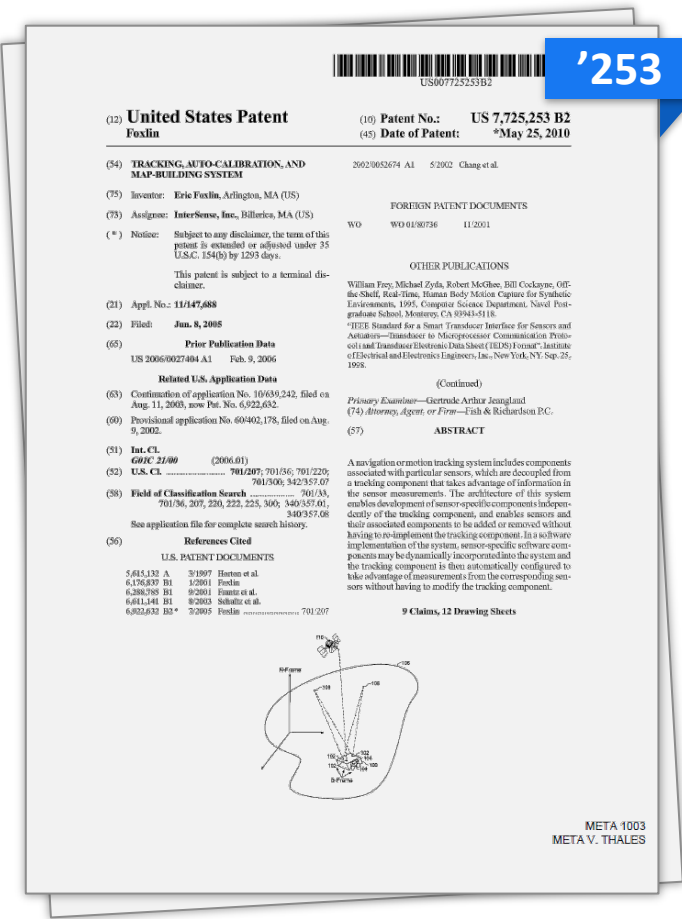 ’253
US007725253B2
(12) United States Patent
Foxlin
(10) Patent No.: US 7,725,253 B2
(45) Date of Patent: *May 25, 2010
(54) TRACKING, AUTO-CALIBRATION, AND
MAP-BUILDING SYSTEM
(75) Inventor: Eric Foxlin, Arlington, MA (US)
(73) Assignee: InterSense, Inc., Billerica, MA (US)
( * ) Notice: Subject to any disclaimer, the term of this
patent is extended or adjusted under 35
U.S.C. 154(b) by 1293 days.
This patent is subject to a terminal dis-
claimer.
(21) Appl. No.: 11/147,688
(22) Filed: Jun. 8, 2005
(65) Prior Publication Data
US 2006/0027404 A1 Feb. 9, 2006
Related U.S. Application Data
(63) Continuation of application No. 10/639,242, filed on
Aug. 11, 2003, now Pat. No. 6,922,632.
(60) Provisional application No. 60/402,178, filed on Aug.
9, 2002.
(51) Int. Cl.
G01C 21/00 (2006.01)
(52) U.S. Cl. .................... 701/207; 701/36; 701/220;
701/300; 342/357.07
(58) Field of Classification Search .................. 701/33,
701/36, 207, 220, 222, 225, 300; 340/357.01,
340/357.08
See application file for complete search history.
(56) References Cited
U.S. PATENT DOCUMENTS
5,615,132 A 3/1997 Horton et al.
6,176,837 B1 1/2001 Foxlin
6,288,785 B1 9/2001 Frantz et al.
6,611,141 B1 8/2003 Schulz et al.
6,922,632 B2 * 7/2005 Foxlin ...................... 701/207
2002/0052674 A1 5/2002 Chang et al.
FOREIGN PATENT DOCUMENTS
WO WO 01/80736 11/2001
OTHER PUBLICATIONS
William Frey, Michael Zyda, Robert McGhee, Bill Cockayne, Off-
the-Shelf, Real-Time, Human Body Motion Capture for Synthetic
Environments, 1995, Computer Science Department, Navel Post-
graduate School, Monterey, CA 93943-5118.
"IEEE Standard for a Smart Transducer Interface for Sensors and
Actuators—Transducer to Microprocessor Communication Proto-
cols and Transducer Electronic Data Sheet (TEDS) Format". Institute
of Electrical and Electronics Engineers, Inc., New York, NY. Sep. 25,
1998.
(Continued)
Primary Examiner—Gertrude Arthur Jeanglaud
(74) Attorney, Agent, or Firm—Fish & Richardson P.C.
(57) ABSTRACT
A navigation or motion tracking system includes components
associated with particular sensors, which are decoupled from
a tracking component that takes advantage of information in
the sensor measurements. The architecture of this system
enables development of sensor-specific components indepen-
dently of the tracking component, and enables sensors and
their associated components to be added or removed without
having to re-implement the tracking component. In a software
implementation of the system, sensor-specific software com-
ponents may be dynamically incorporated into the system and
the tracking component is then automatically configured to
take advantage of measurements from the corresponding sen-
sors without having to modify the tracking component.
9 Claims, 12 Drawing Sheets
110
N-Frame
106
108
108
102
102
104
100
B-Frame
META 1003
META V. THALES